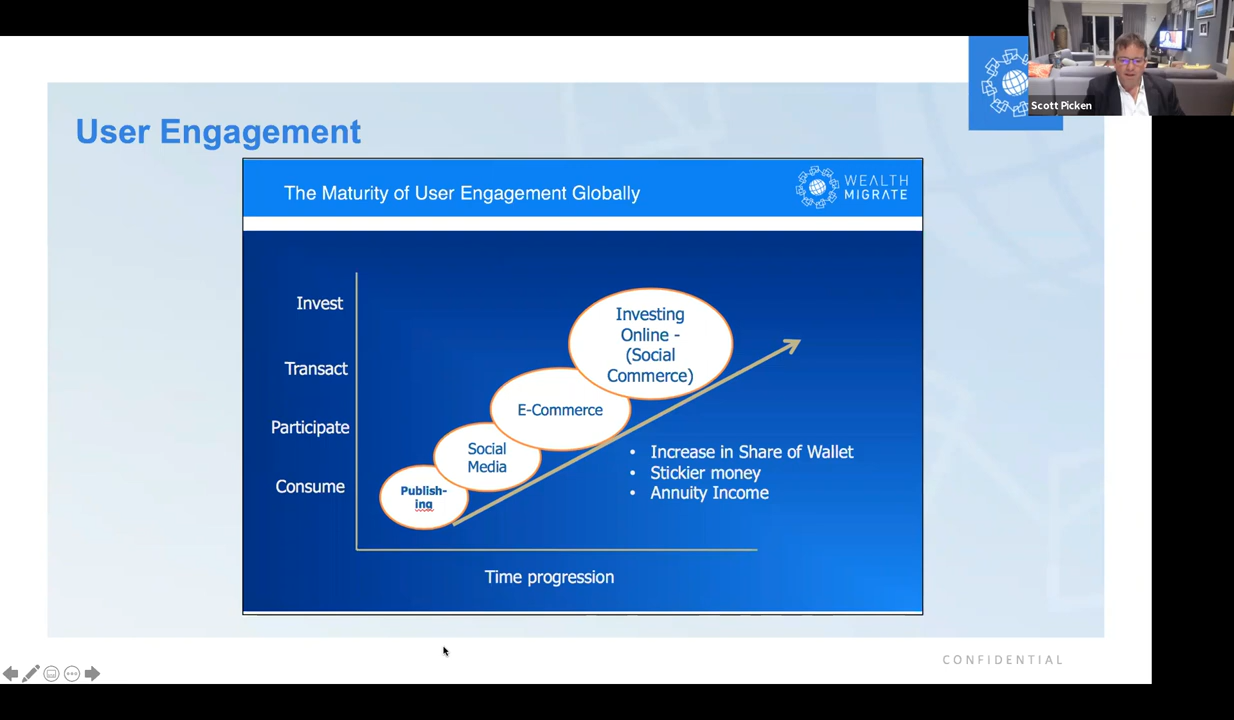 Scott Picken
User Engagement
The Maturity of User Engagement Globally
WEALTH
MIGRATE
Invest
Transact
Participate
Consume
Investing
Online -
(Social
Commerce)
E-Commerce
Social
Media
Publish-
ing
• Increase in Share of Wallet
• Stickier money
• Annuity Income
Time progression
CONFIDENTIAL